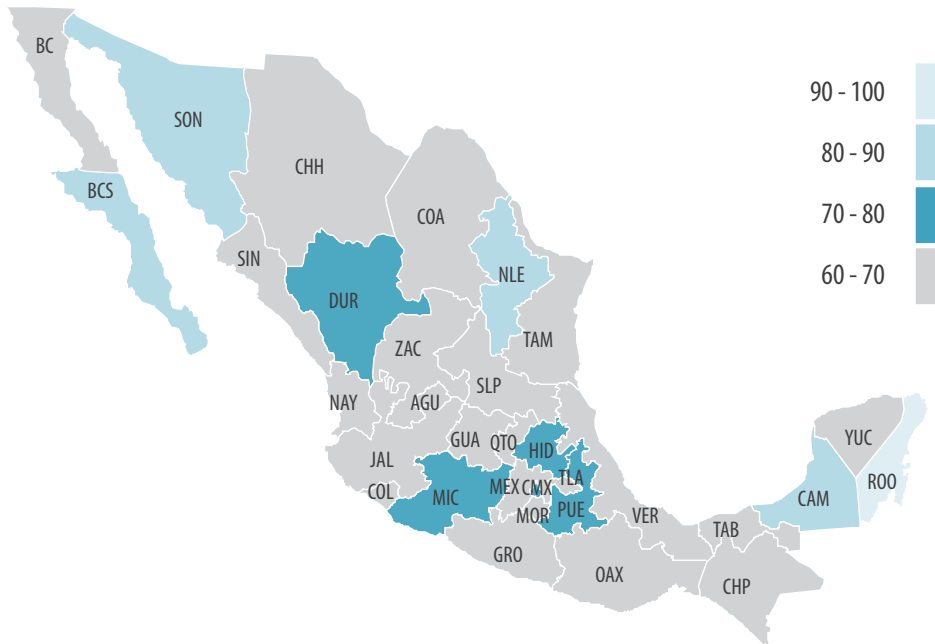 BC
SON
BCS
CHH
COA
SIN
NLE
DUR
TAM
ZAC
SLP
NAY
AGU
GUA
QTO
HID
JAL
TLA
COL
MIC
MEX
CMX
MOR
PUE
VER
GRO
OAX
TAB
CHP
CAM
YUC
ROO
90 - 100
80 - 90
70 - 80
60 - 70